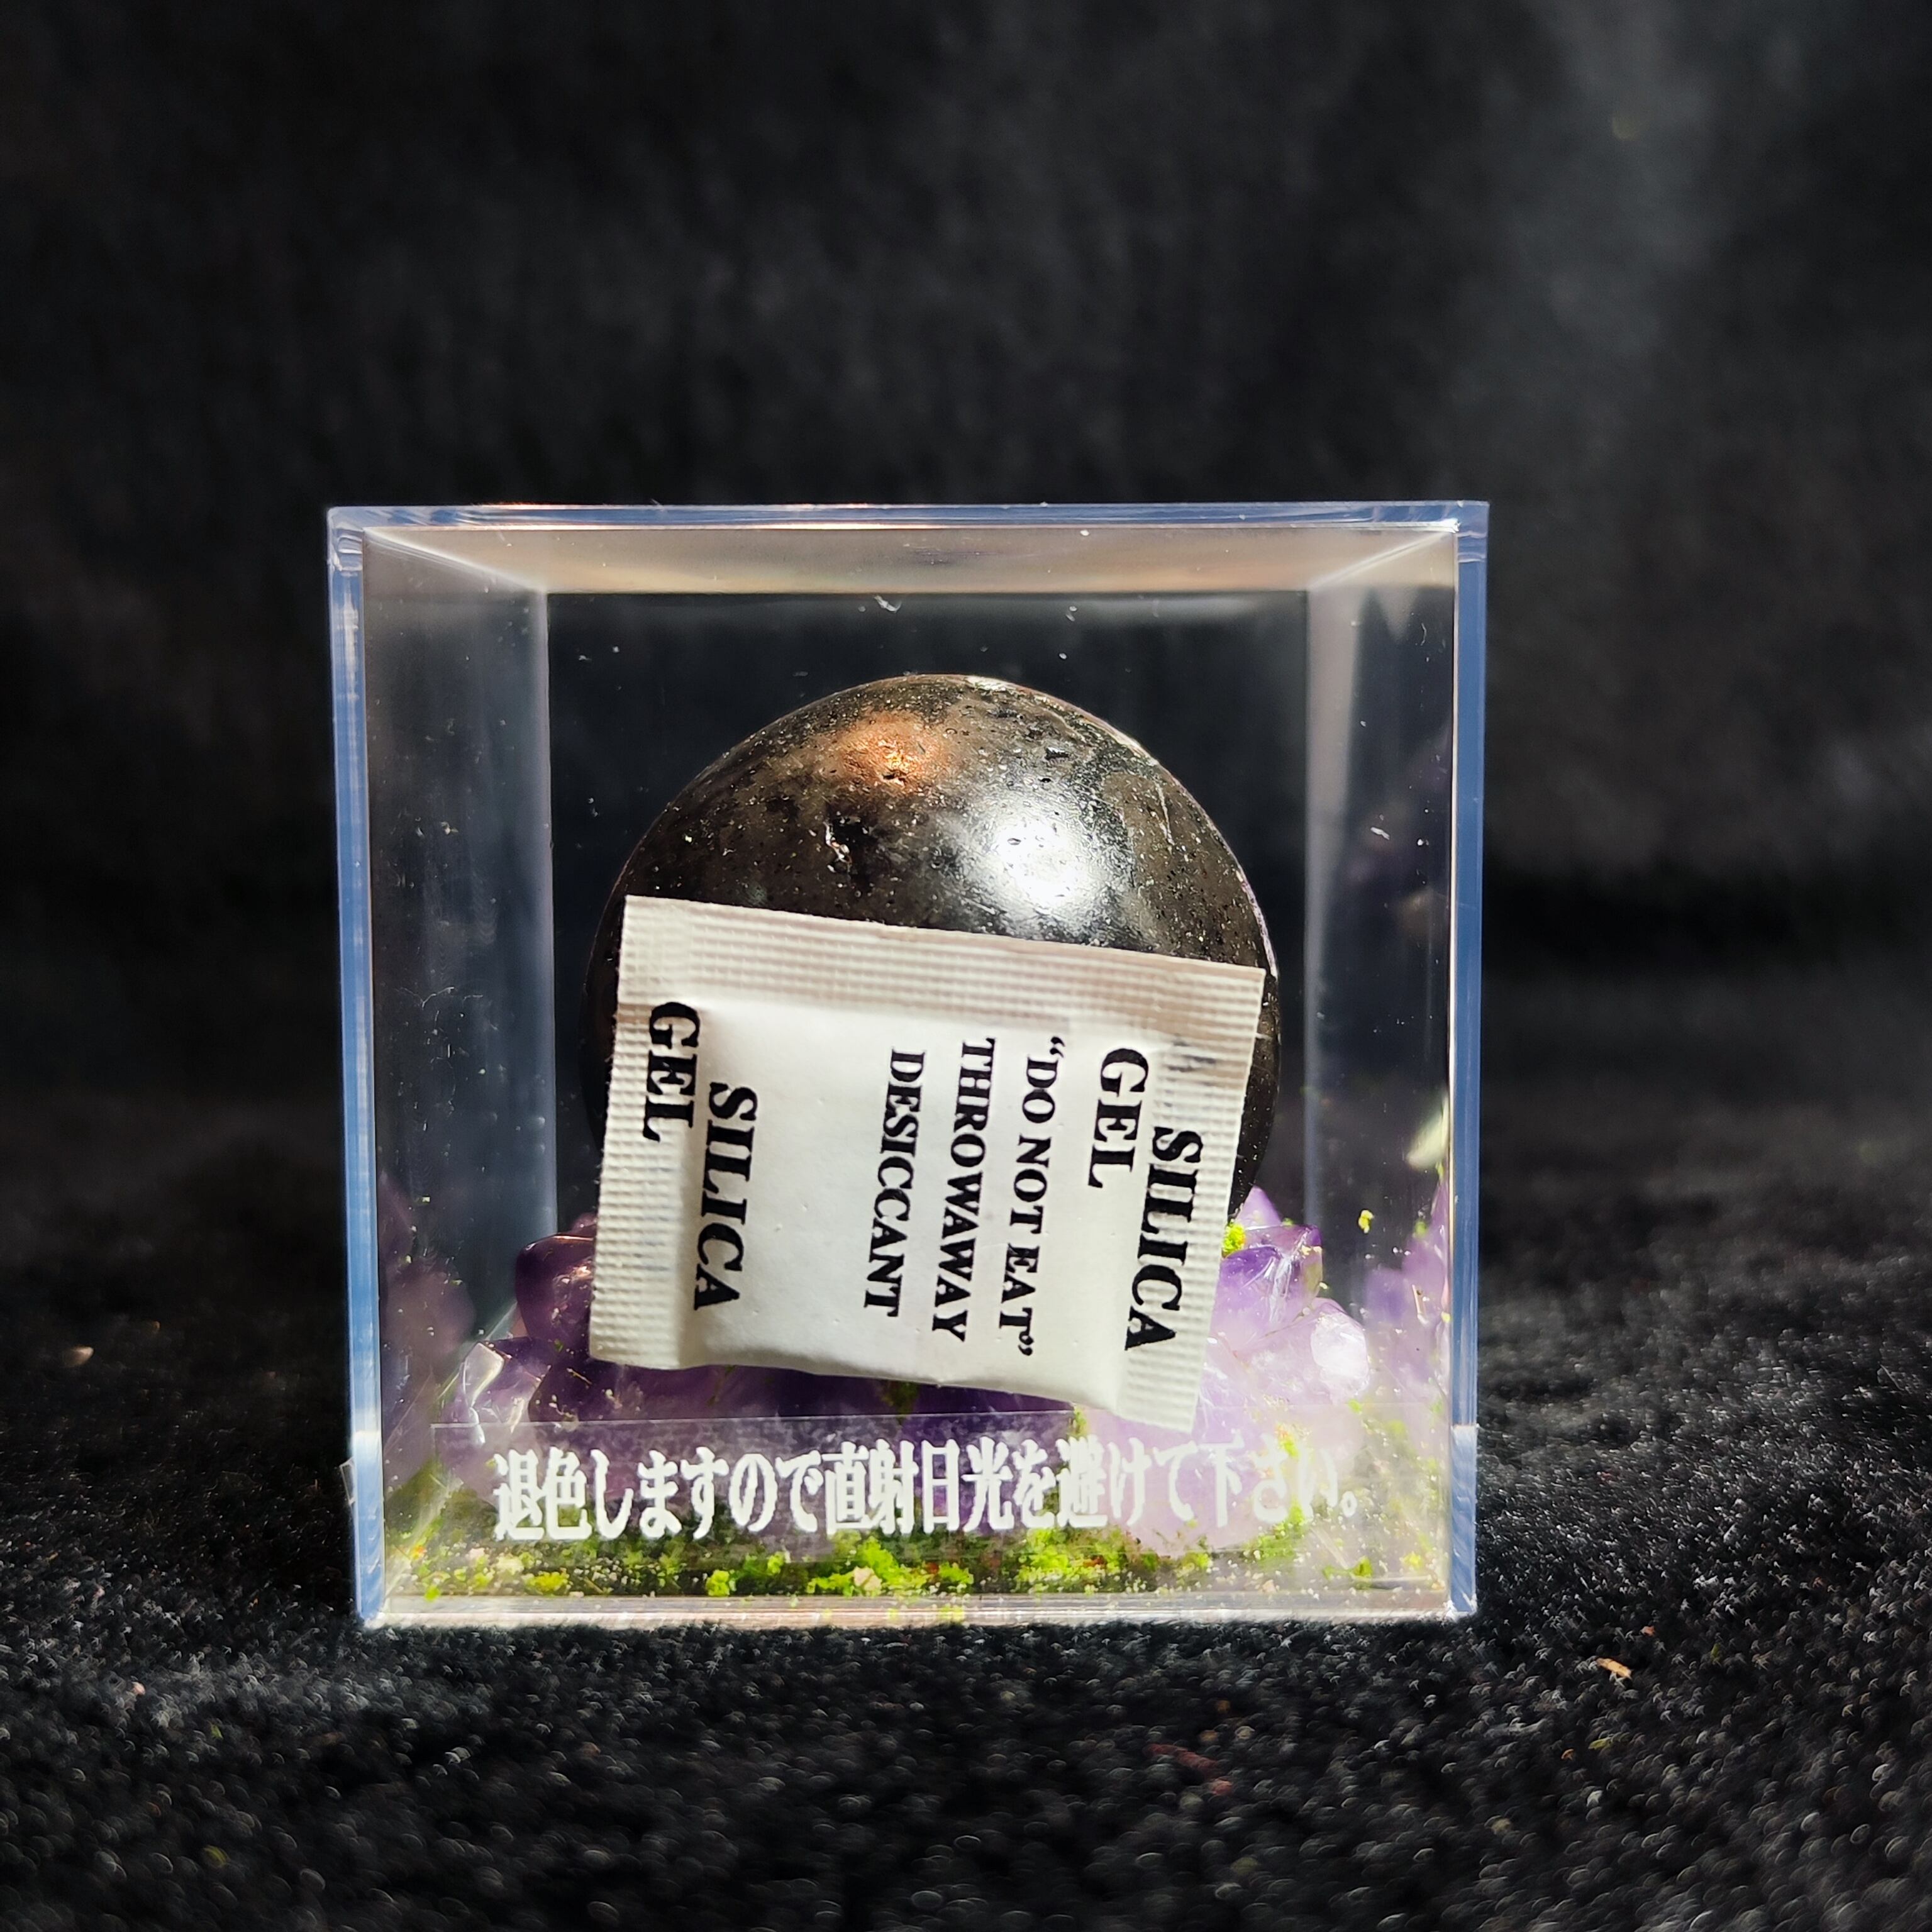 SILICA
GEL
"DO NOT EAT"
THROWAWAY
DESICCANT
SILICA
GEL
退色しますので直射日光を避けて下さい。